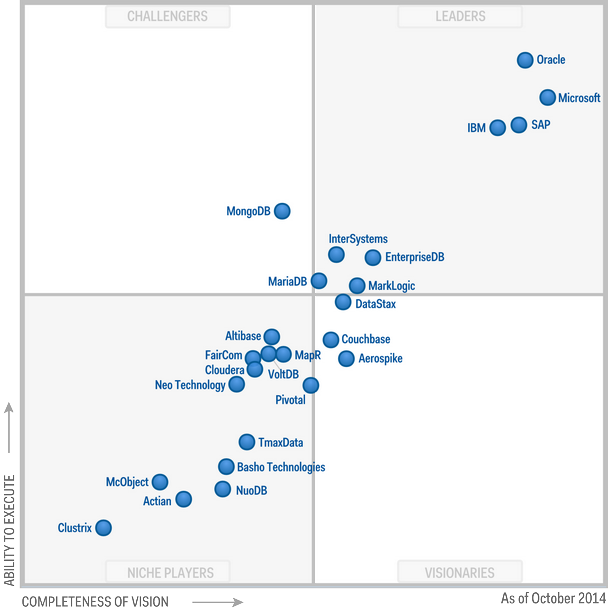 CHALLENGERS
LEADERS
Oracle
Microsoft
IBM
SAP
MongoDB
InterSystems
EnterpriseDB
MariaDB
MarkLogic
DataStax
Altibase
Couchbase
FairCom
MapR
Aerospike
Cloudera
VoltDB
Neo Technology
Pivotal
TmaxData
Basho Technologies
McObject
NuoDB
Actian
Clustrix
NICHE PLAYERS
VISIONARIES
ABILITY TO EXECUTE
COMPLETENESS OF VISION
As of October 2014